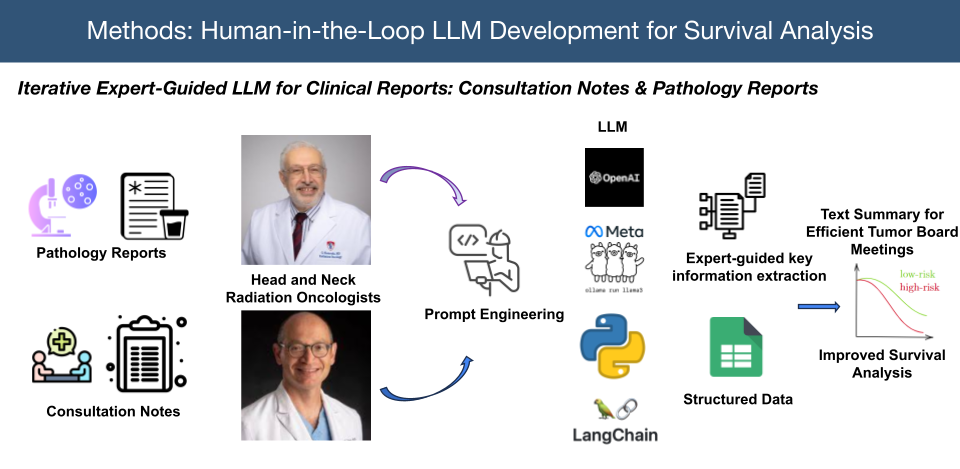 Methods: Human-in-the-Loop LLM Development for Survival Analysis
Iterative Expert-Guided LLM for Clinical Reports: Consultation Notes & Pathology Reports
Pathology Reports
Consultation Notes
Head and Neck
Radiation Oncologists
Prompt Engineering
LLM
OpenAI
Meta
ollama run llama3
LangChain
Expert-guided key
information extraction
Structured Data
Text Summary for
Efficient Tumor Board
Meetings
low-risk
high-risk
Improved Survival
Analysis